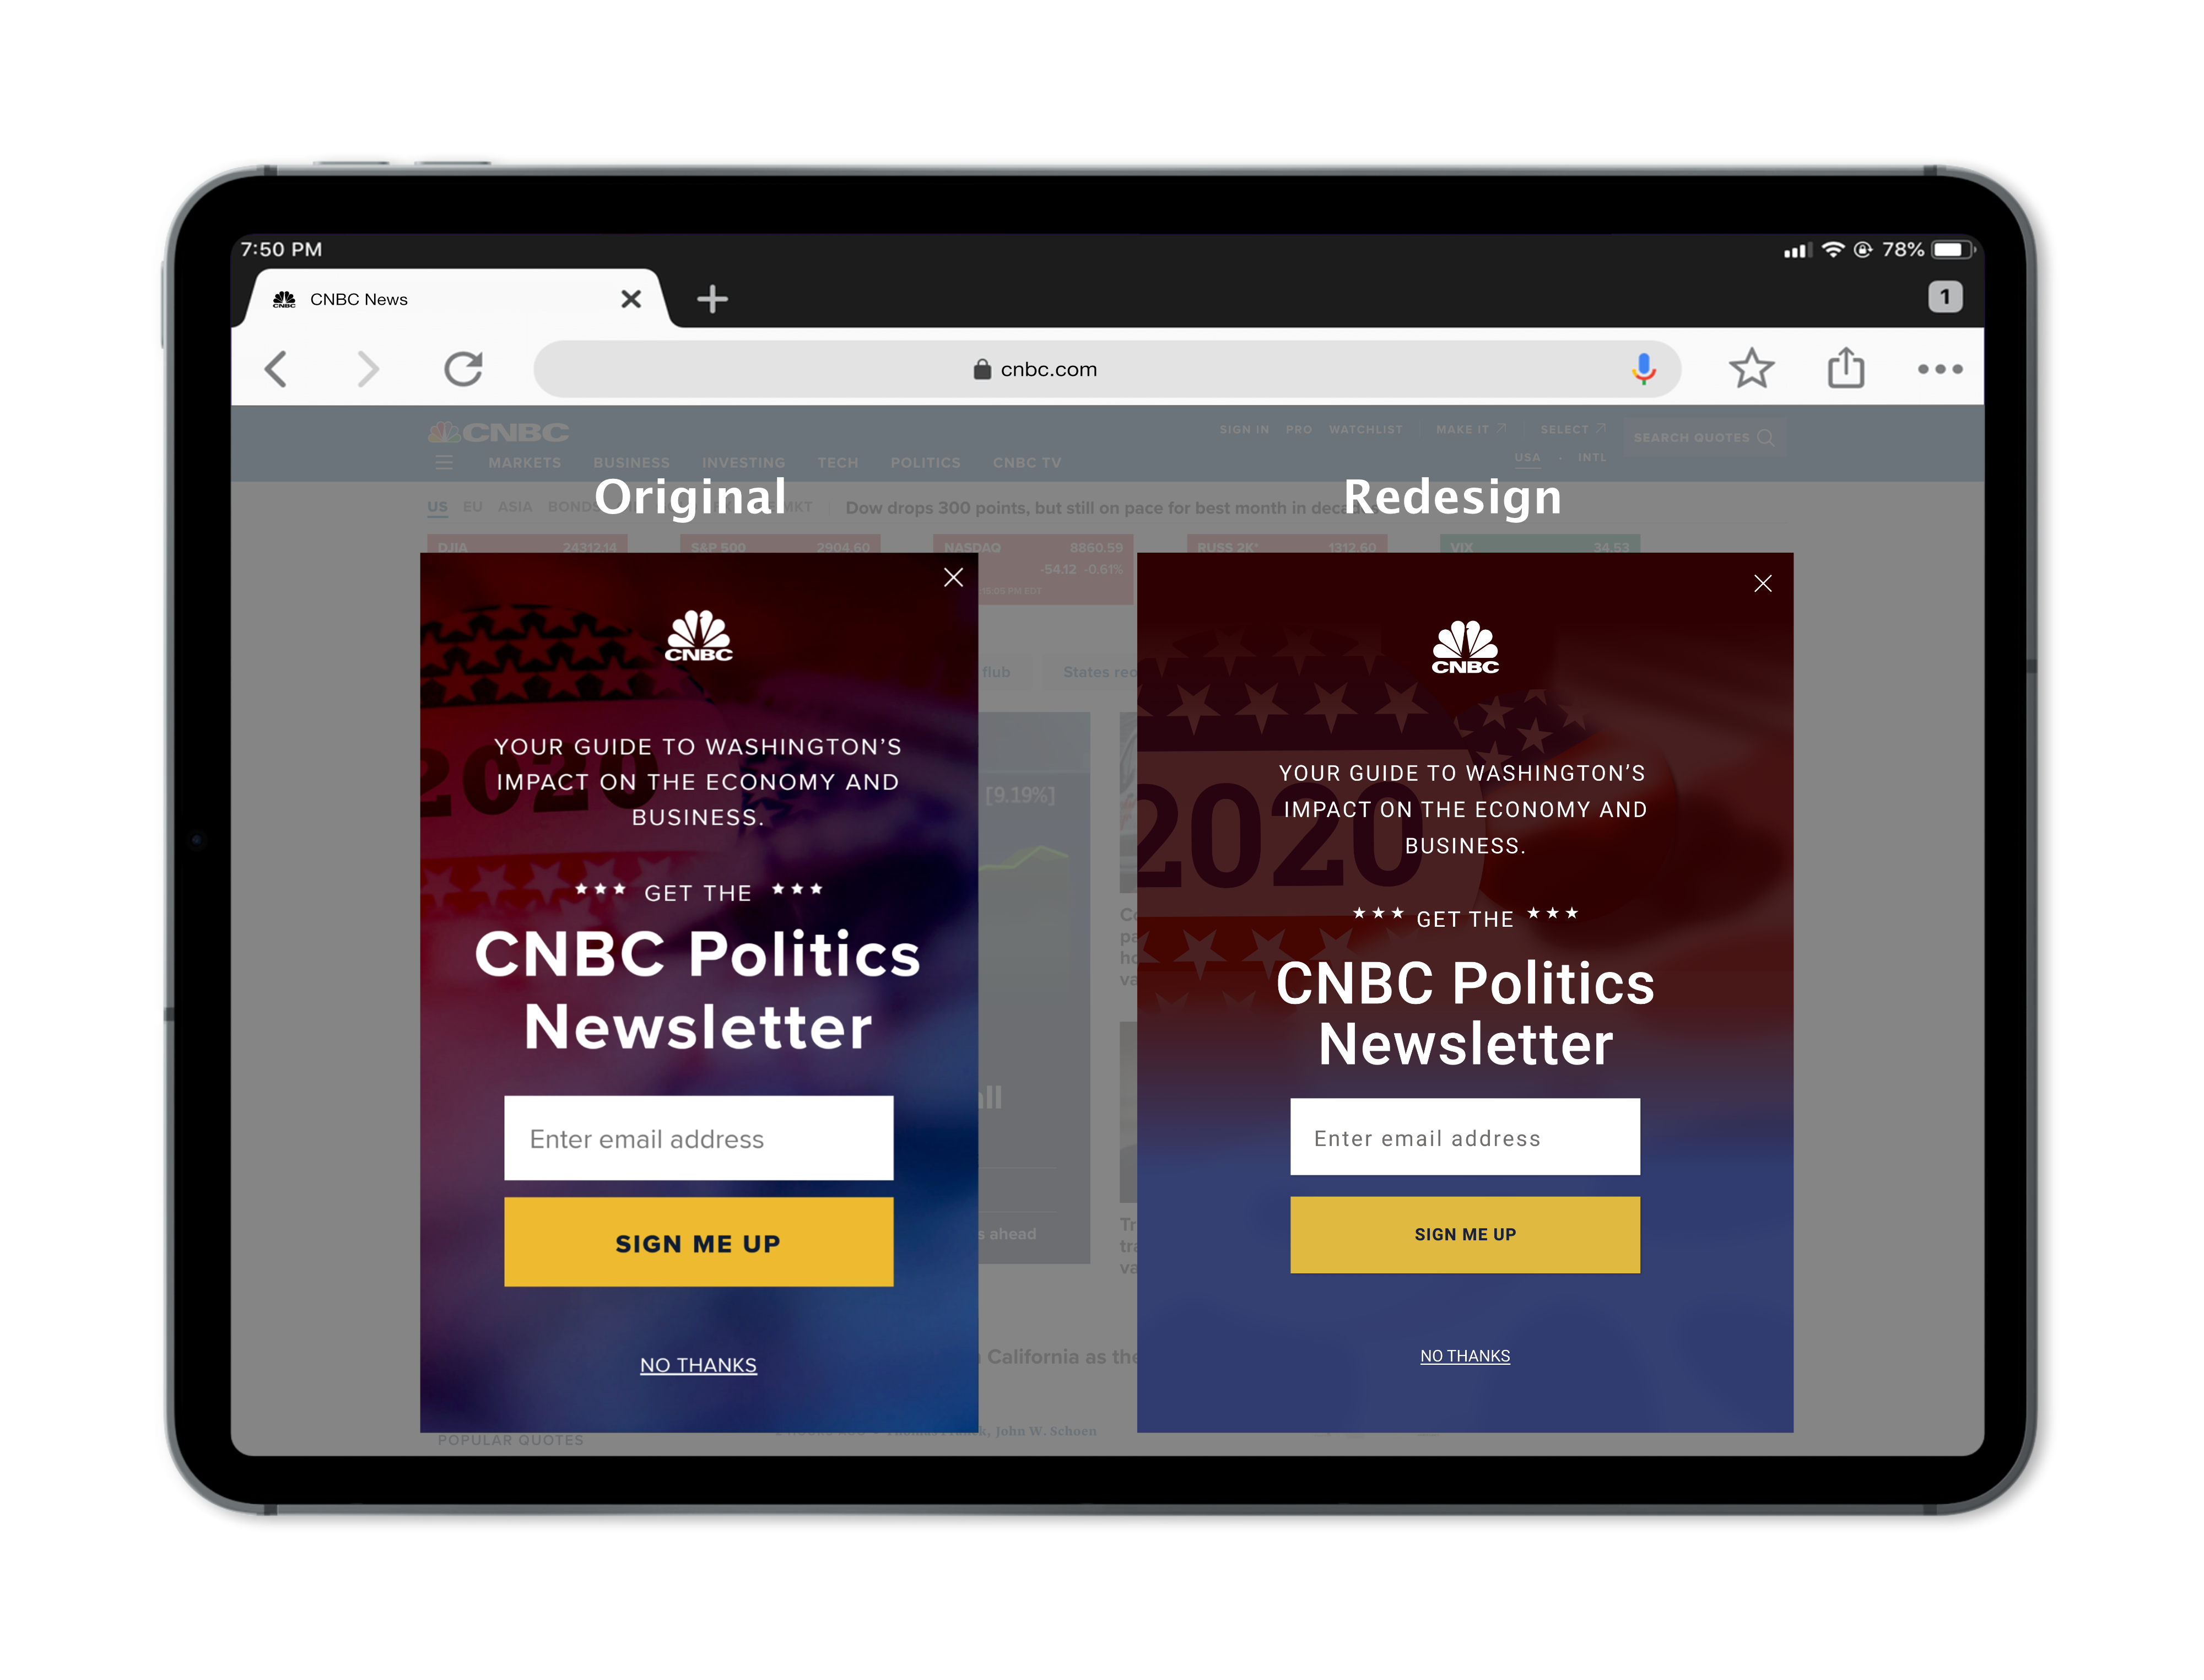 7:50 PM
78%
CNBC News
1
cnbc.com
CNBC
SIGN IN PRO WATCHLIST MAKE IT SELECT
SEARCH QUOTES
USA · INTL
MARKETS BUSINESS INVESTING TECH POLITICS CNBC TV
Original
Redesign
US EU ASIA BONDS MKT
Dow drops 300 points, but still on pace for best month in decades
DJIA 24312.14
S&P 500 2904.60
NASDAQ 8860.59
-54.12 -0.61%
RUSS 2K* 1312.60
VIX 34.53
CNBC
2020
YOUR GUIDE TO WASHINGTON’S
IMPACT ON THE ECONOMY AND
BUSINESS.
*** GET THE ***
CNBC Politics
Newsletter
Enter email address
SIGN ME UP
NO THANKS
flub
States reo
[9.19%]
all
s ahead
California as the
John W. Schoen
POPULAR QUOTES
CNBC
2020
YOUR GUIDE TO WASHINGTON’S
IMPACT ON THE ECONOMY AND
BUSINESS.
*** GET THE ***
CNBC Politics
Newsletter
Enter email address
SIGN ME UP
NO THANKS